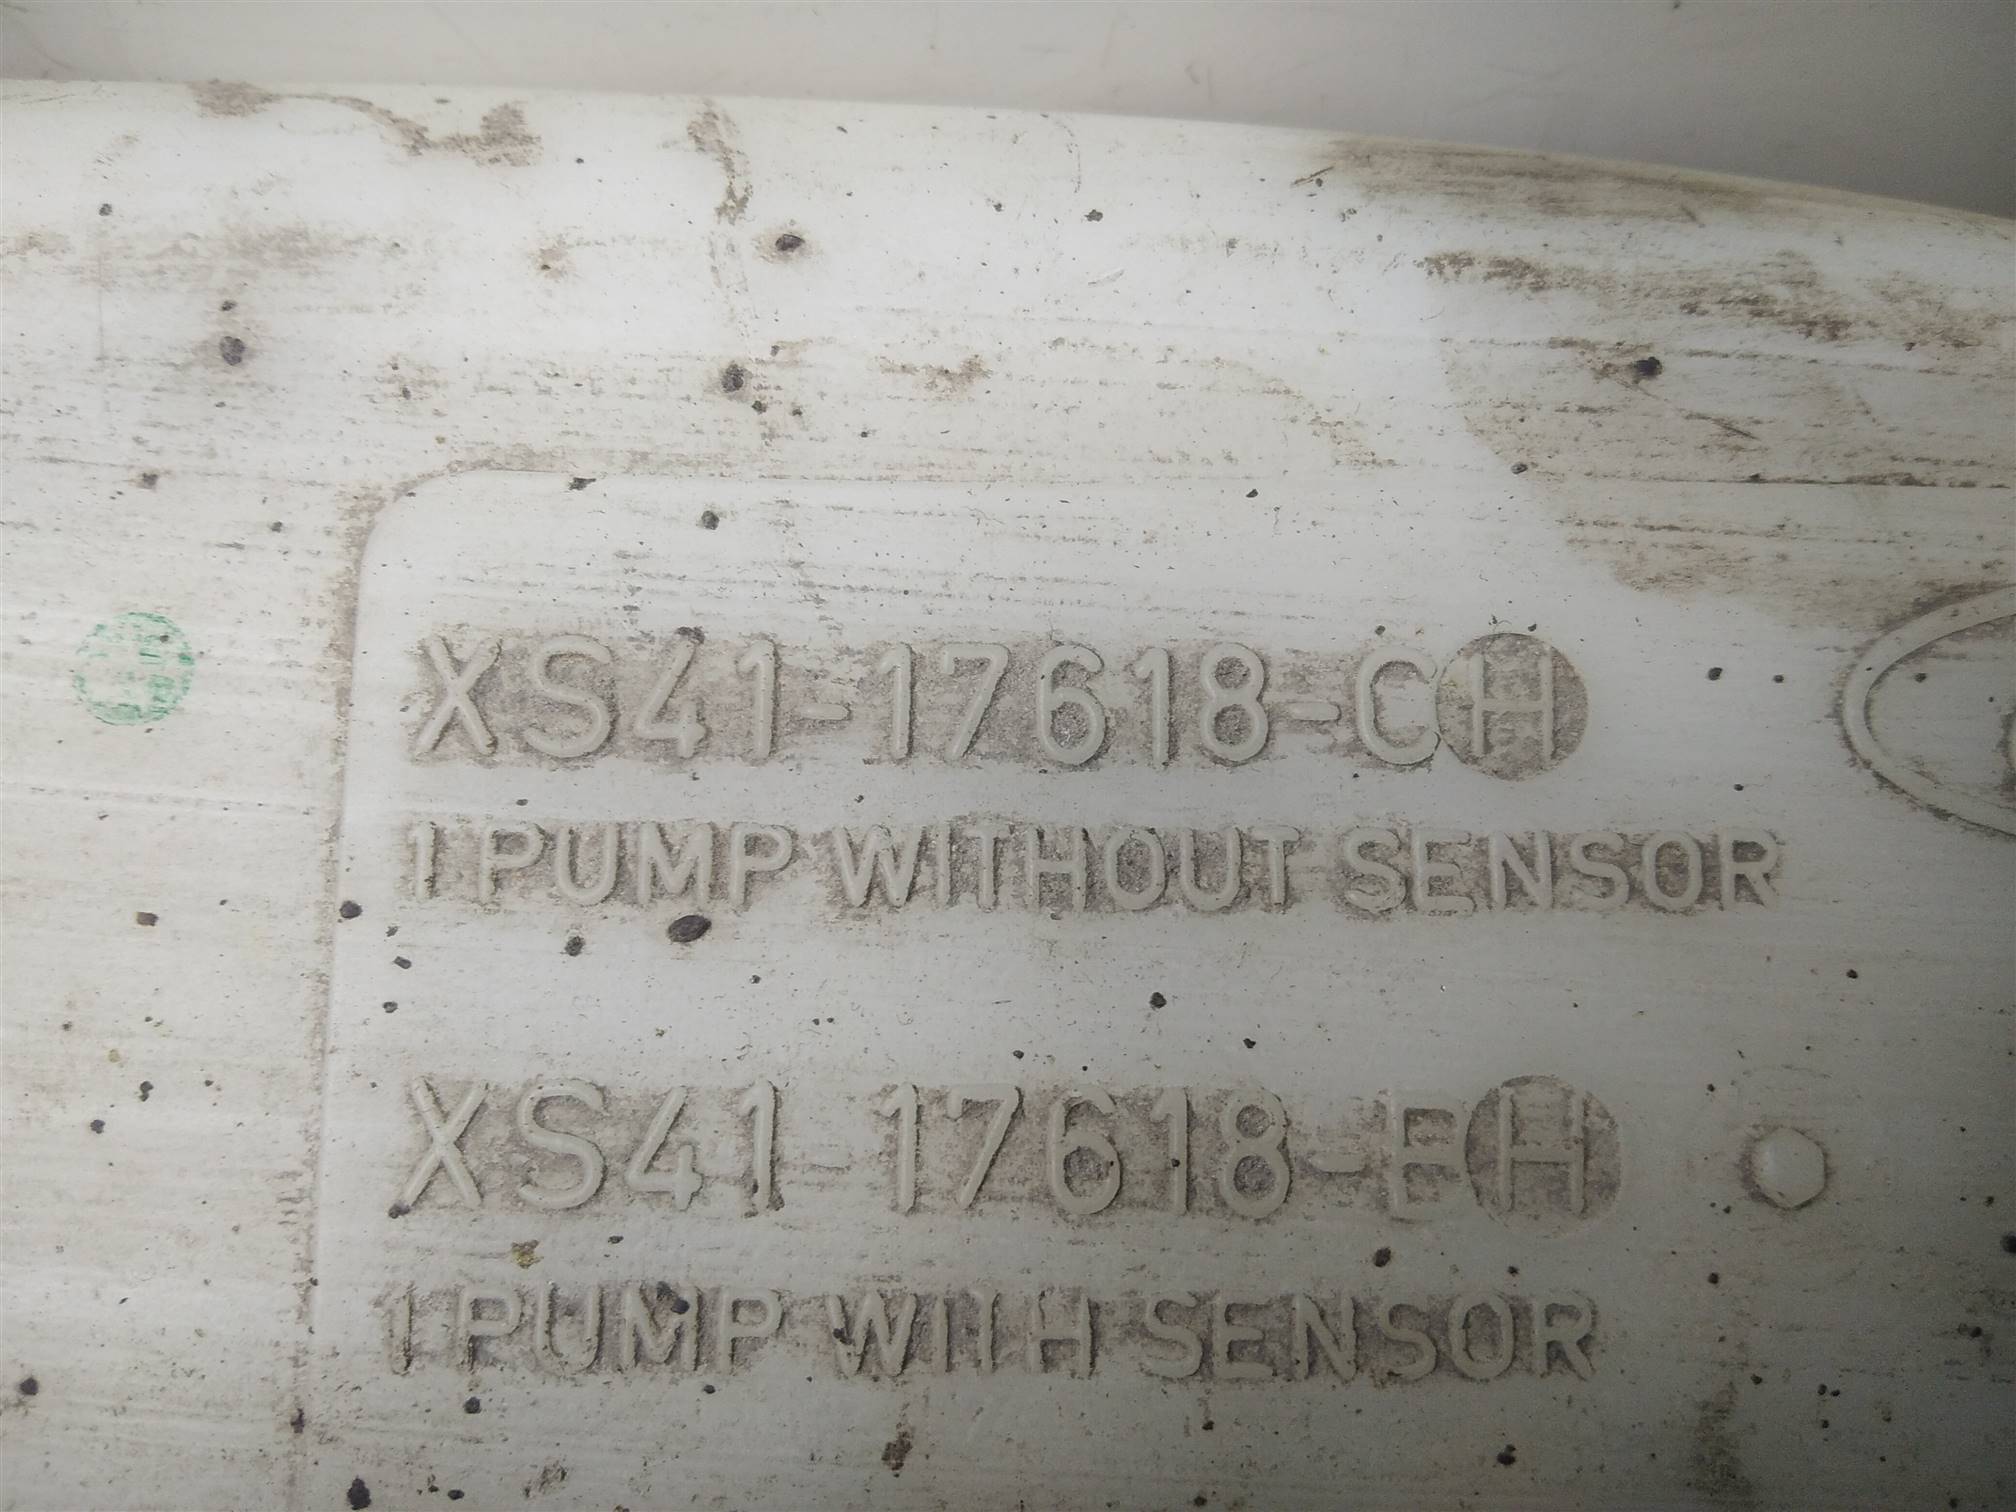 XS41-17618-CH
1 PUMP WITHOUT SENSOR
XS41-17618-EH
1 PUMP WITH SENSOR